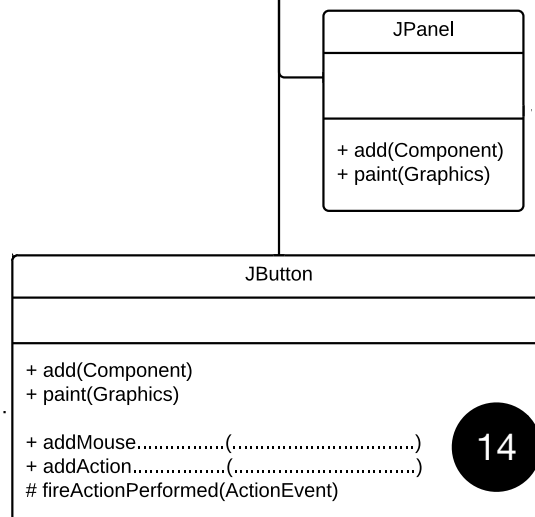 JPanel
+ add(Component)
+ paint(Graphics)
JButton
+ add(Component)
+ paint(Graphics)
+ addMouse...............(...............................)
+ addAction...............(...............................)
# fireActionPerformed(ActionEvent)
14